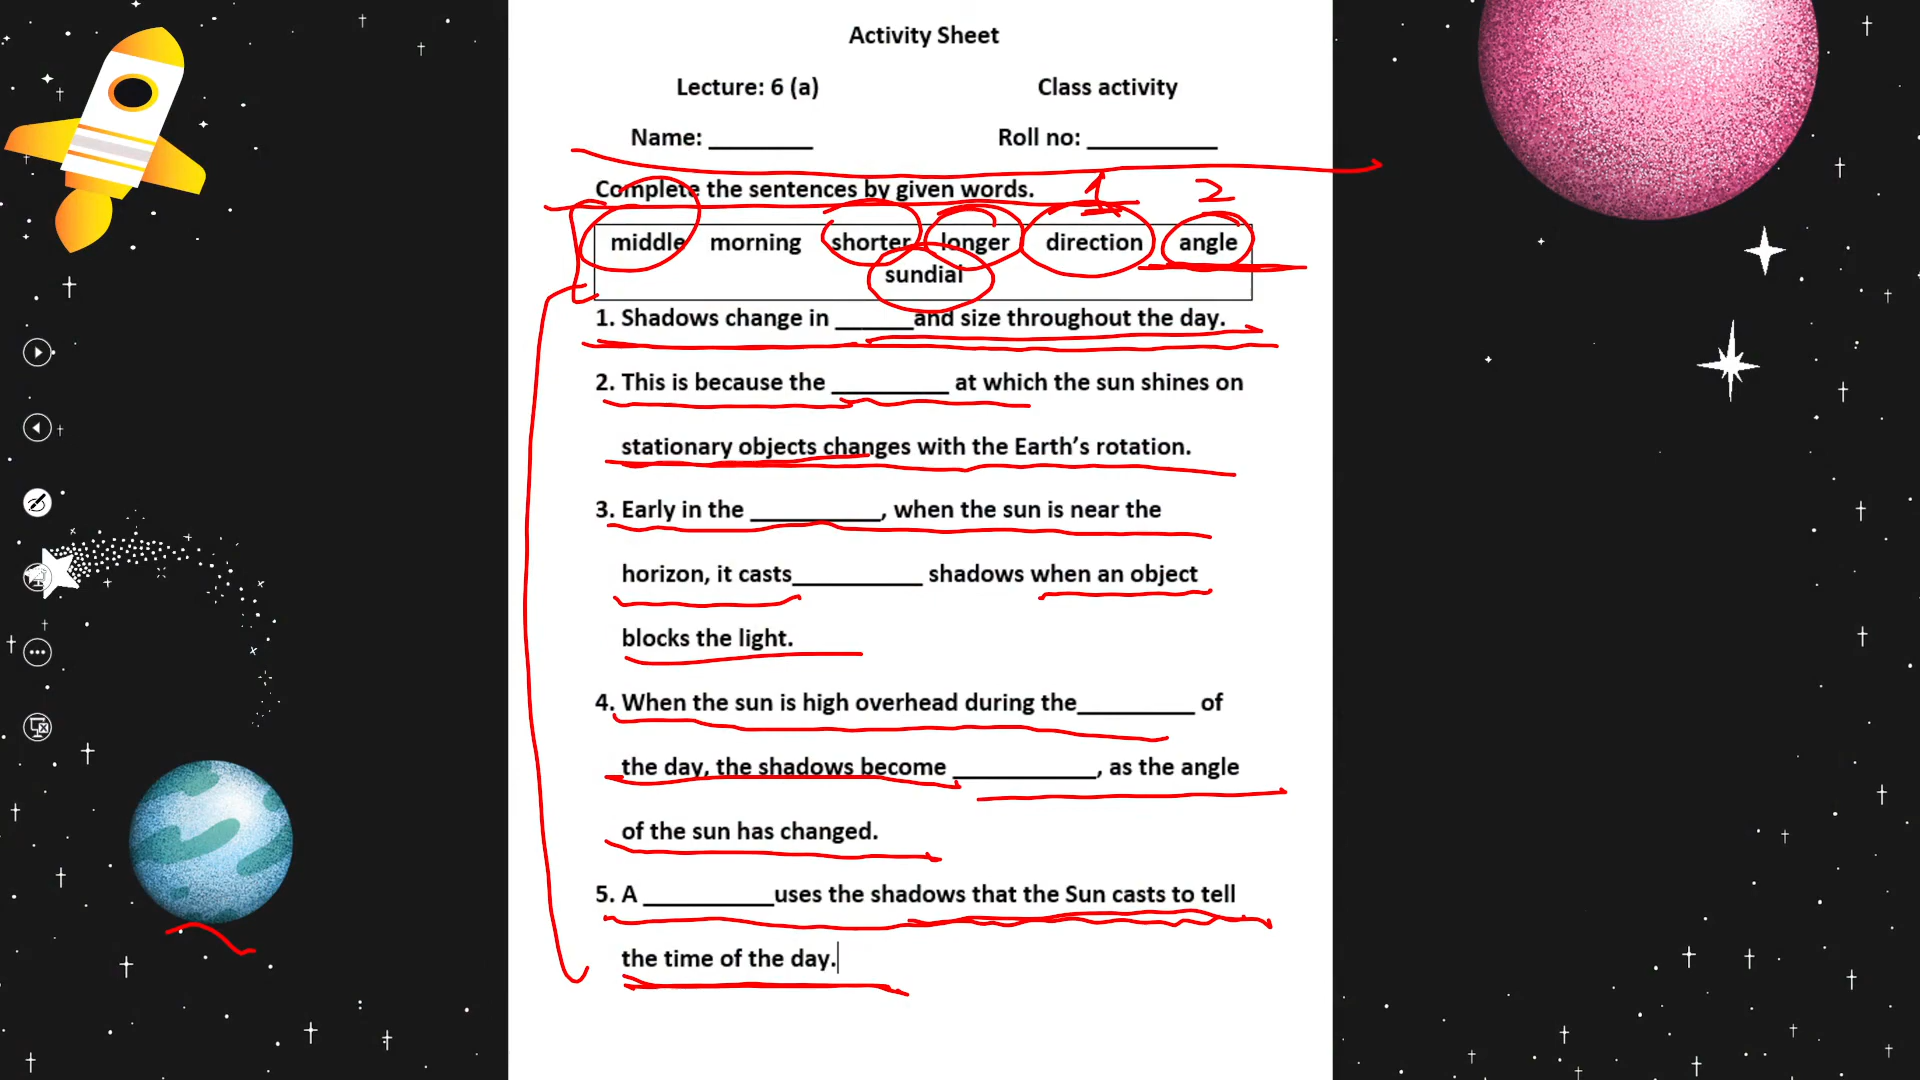 Activity Sheet
Lecture: 6 (a) Class activity
Name: ________ Roll no: __________
Complete the sentences by given words.
1 2
middle morning shorter longer direction angle
sundial
1. Shadows change in ______and size throughout the day.
2. This is because the _________ at which the sun shines on
stationary objects changes with the Earth’s rotation.
3. Early in the __________, when the sun is near the
horizon, it casts__________ shadows when an object
blocks the light.
4. When the sun is high overhead during the_________ of
the day, the shadows become ___________, as the angle
of the sun has changed.
5. A __________uses the shadows that the Sun casts to tell
the time of the day.